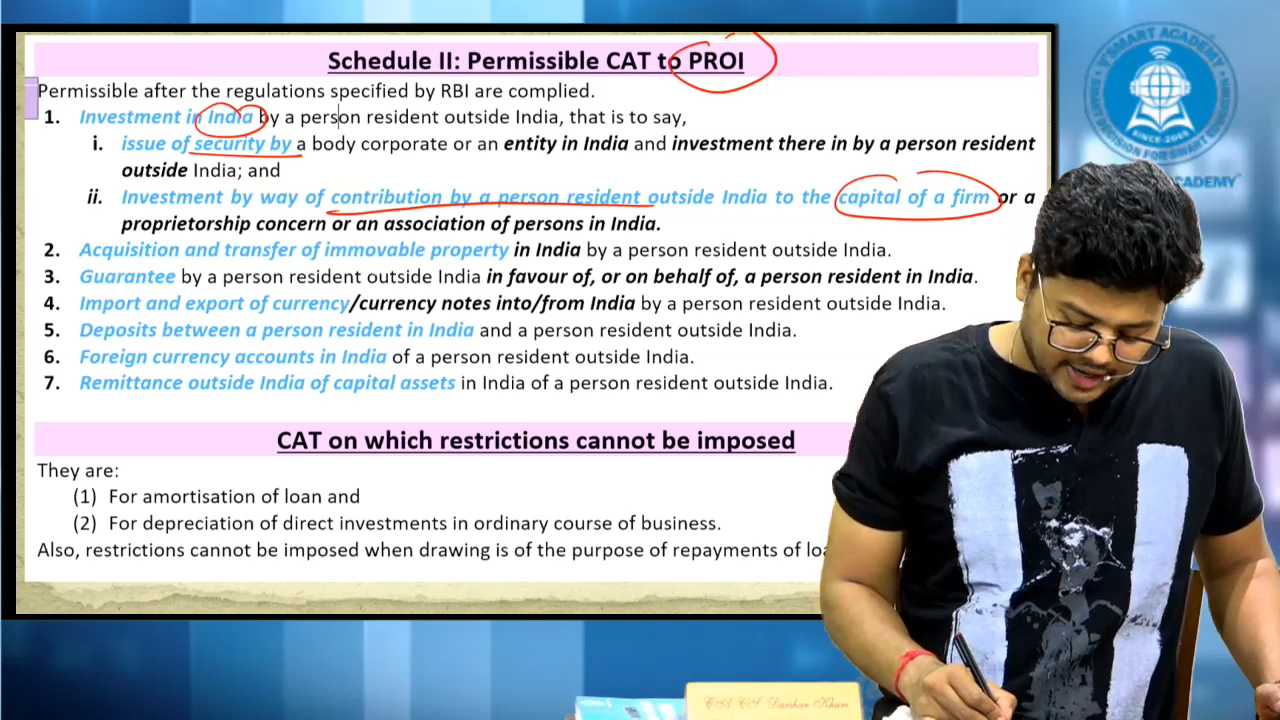 Schedule II: Permissible CAT to PROI
Permissible after the regulations specified by RBI are complied.
1. Investment in India by a person resident outside India, that is to say,
i. issue of security by a body corporate or an entity in India and investment there in by a person resident
outside India; and
ii. Investment by way of contribution by a person resident outside India to the capital of a firm or a
proprietorship concern or an association of persons in India.
2. Acquisition and transfer of immovable property in India by a person resident outside India.
3. Guarantee by a person resident outside India in favour of, or on behalf of, a person resident in India.
4. Import and export of currency/currency notes into/from India by a person resident outside India.
5. Deposits between a person resident in India and a person resident outside India.
6. Foreign currency accounts in India of a person resident outside India.
7. Remittance outside India of capital assets in India of a person resident outside India.
CAT on which restrictions cannot be imposed
They are:
(1) For amortisation of loan and
(2) For depreciation of direct investments in ordinary course of business.
Also, restrictions cannot be imposed when drawing is of the purpose of repayments of
V'SMART ACADEMY
SINCE 2005
ACADEMY
CA CS Darshan Khare